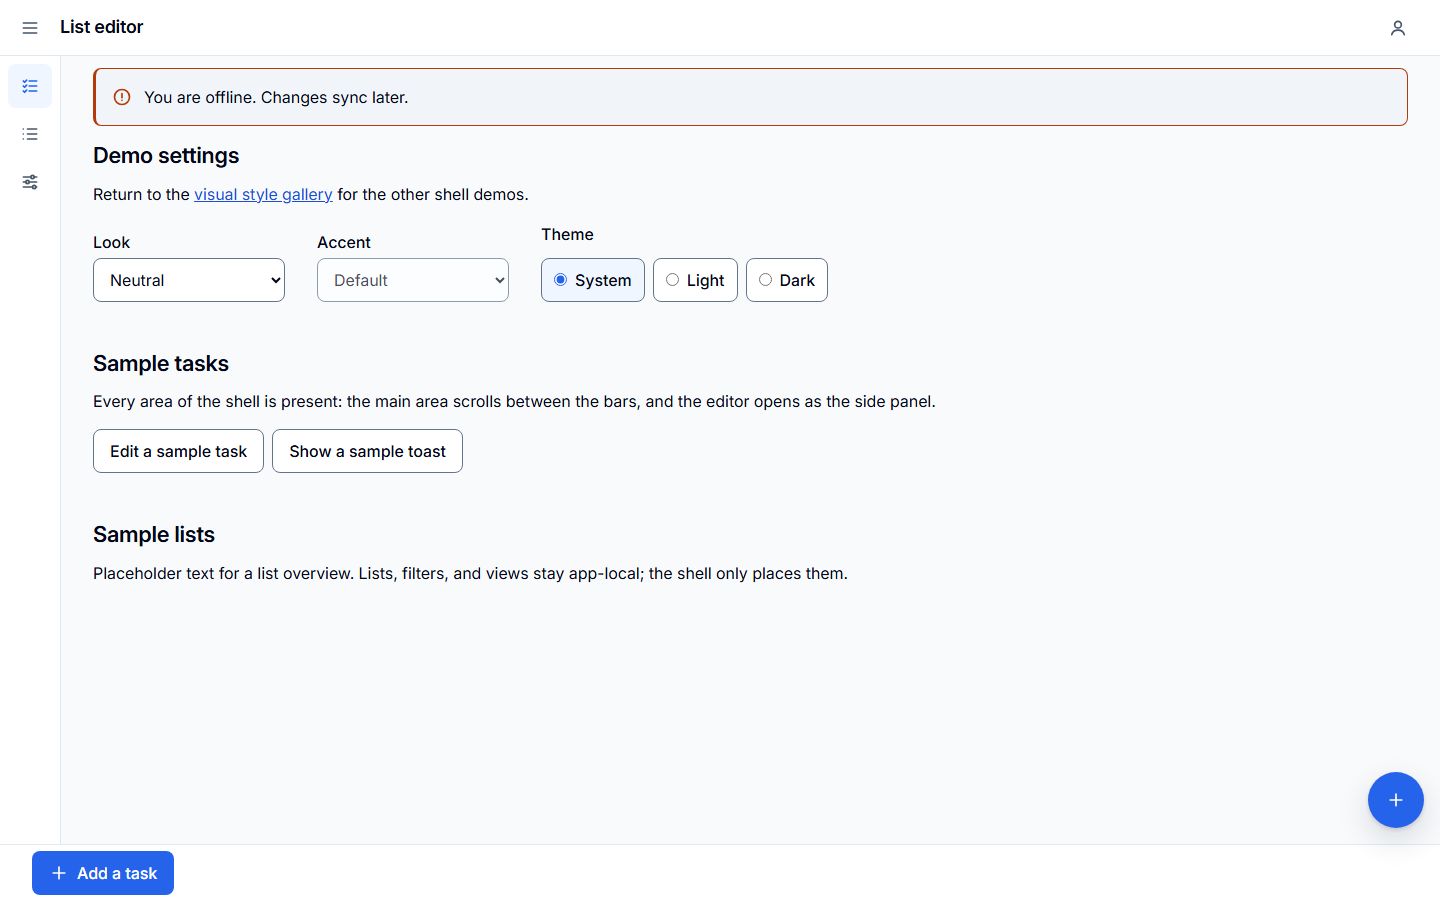 List editor
You are offline. Changes sync later.
Demo settings
Return to the visual style gallery for the other shell demos.
Look
Accent
Theme
Neutral
Default
System
Light
Dark
Sample tasks
Every area of the shell is present: the main area scrolls between the bars, and the editor opens as the side panel.
Edit a sample task
Show a sample toast
Sample lists
Placeholder text for a list overview. Lists, filters, and views stay app-local; the shell only places them.
Add a task